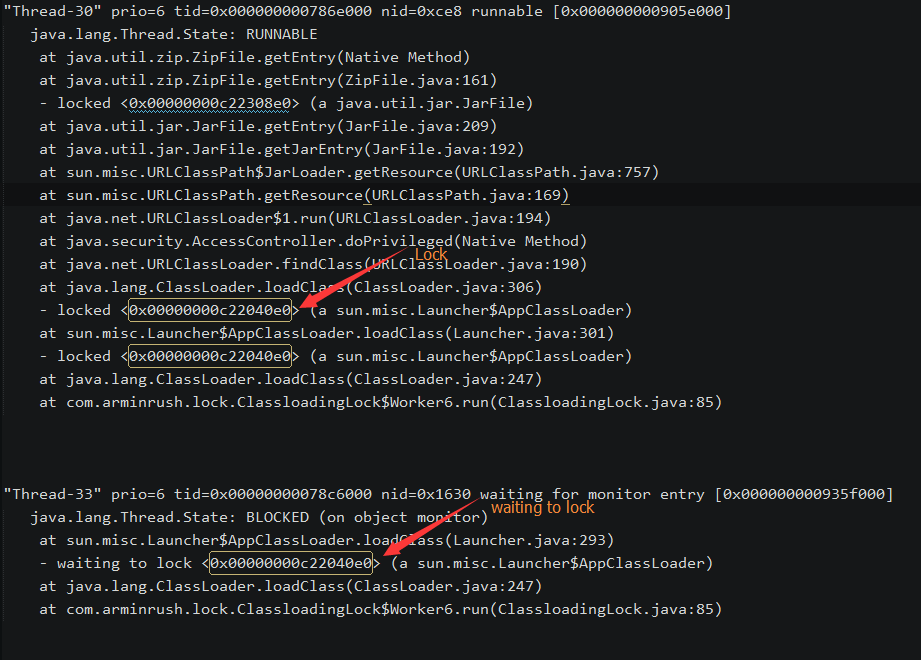 "Thread-30" prio=6 tid=0x000000000786e000 nid=0xce8 runnable [0x000000000905e000]
java.lang.Thread.State: RUNNABLE
at java.util.zip.ZipFile.getEntry(Native Method)
at java.util.zip.ZipFile.getEntry(ZipFile.java:161)
- locked <0x00000000c22308e0> (a java.util.jar.JarFile)
at java.util.jar.JarFile.getEntry(JarFile.java:209)
at java.util.jar.JarFile.getJarEntry(JarFile.java:192)
at sun.misc.URLClassPath$JarLoader.getResource(URLClassPath.java:757)
at sun.misc.URLClassPath.getResource(URLClassPath.java:169)
at java.net.URLClassLoader$1.run(URLClassLoader.java:194)
at java.security.AccessController.doPrivileged(Native Method)
Lock
at java.net.URLClassLoader.findClass(URLClassLoader.java:190)
at java.lang.ClassLoader.loadClass(ClassLoader.java:306)
- locked <0x00000000c22040e0> (a sun.misc.Launcher$AppClassLoader)
at sun.misc.Launcher$AppClassLoader.loadClass(Launcher.java:301)
- locked <0x00000000c22040e0> (a sun.misc.Launcher$AppClassLoader)
at java.lang.ClassLoader.loadClass(ClassLoader.java:247)
at com.arminrush.lock.ClassloadingLock$Worker6.run(ClassloadingLock.java:85)
"Thread-33" prio=6 tid=0x00000000078c6000 nid=0x1630 waiting for monitor entry [0x000000000935f000]
waiting to lock
java.lang.Thread.State: BLOCKED (on object monitor)
at sun.misc.Launcher$AppClassLoader.loadClass(Launcher.java:293)
- waiting to lock <0x00000000c22040e0> (a sun.misc.Launcher$AppClassLoader)
at java.lang.ClassLoader.loadClass(ClassLoader.java:247)
at com.arminrush.lock.ClassloadingLock$Worker6.run(ClassloadingLock.java:85)